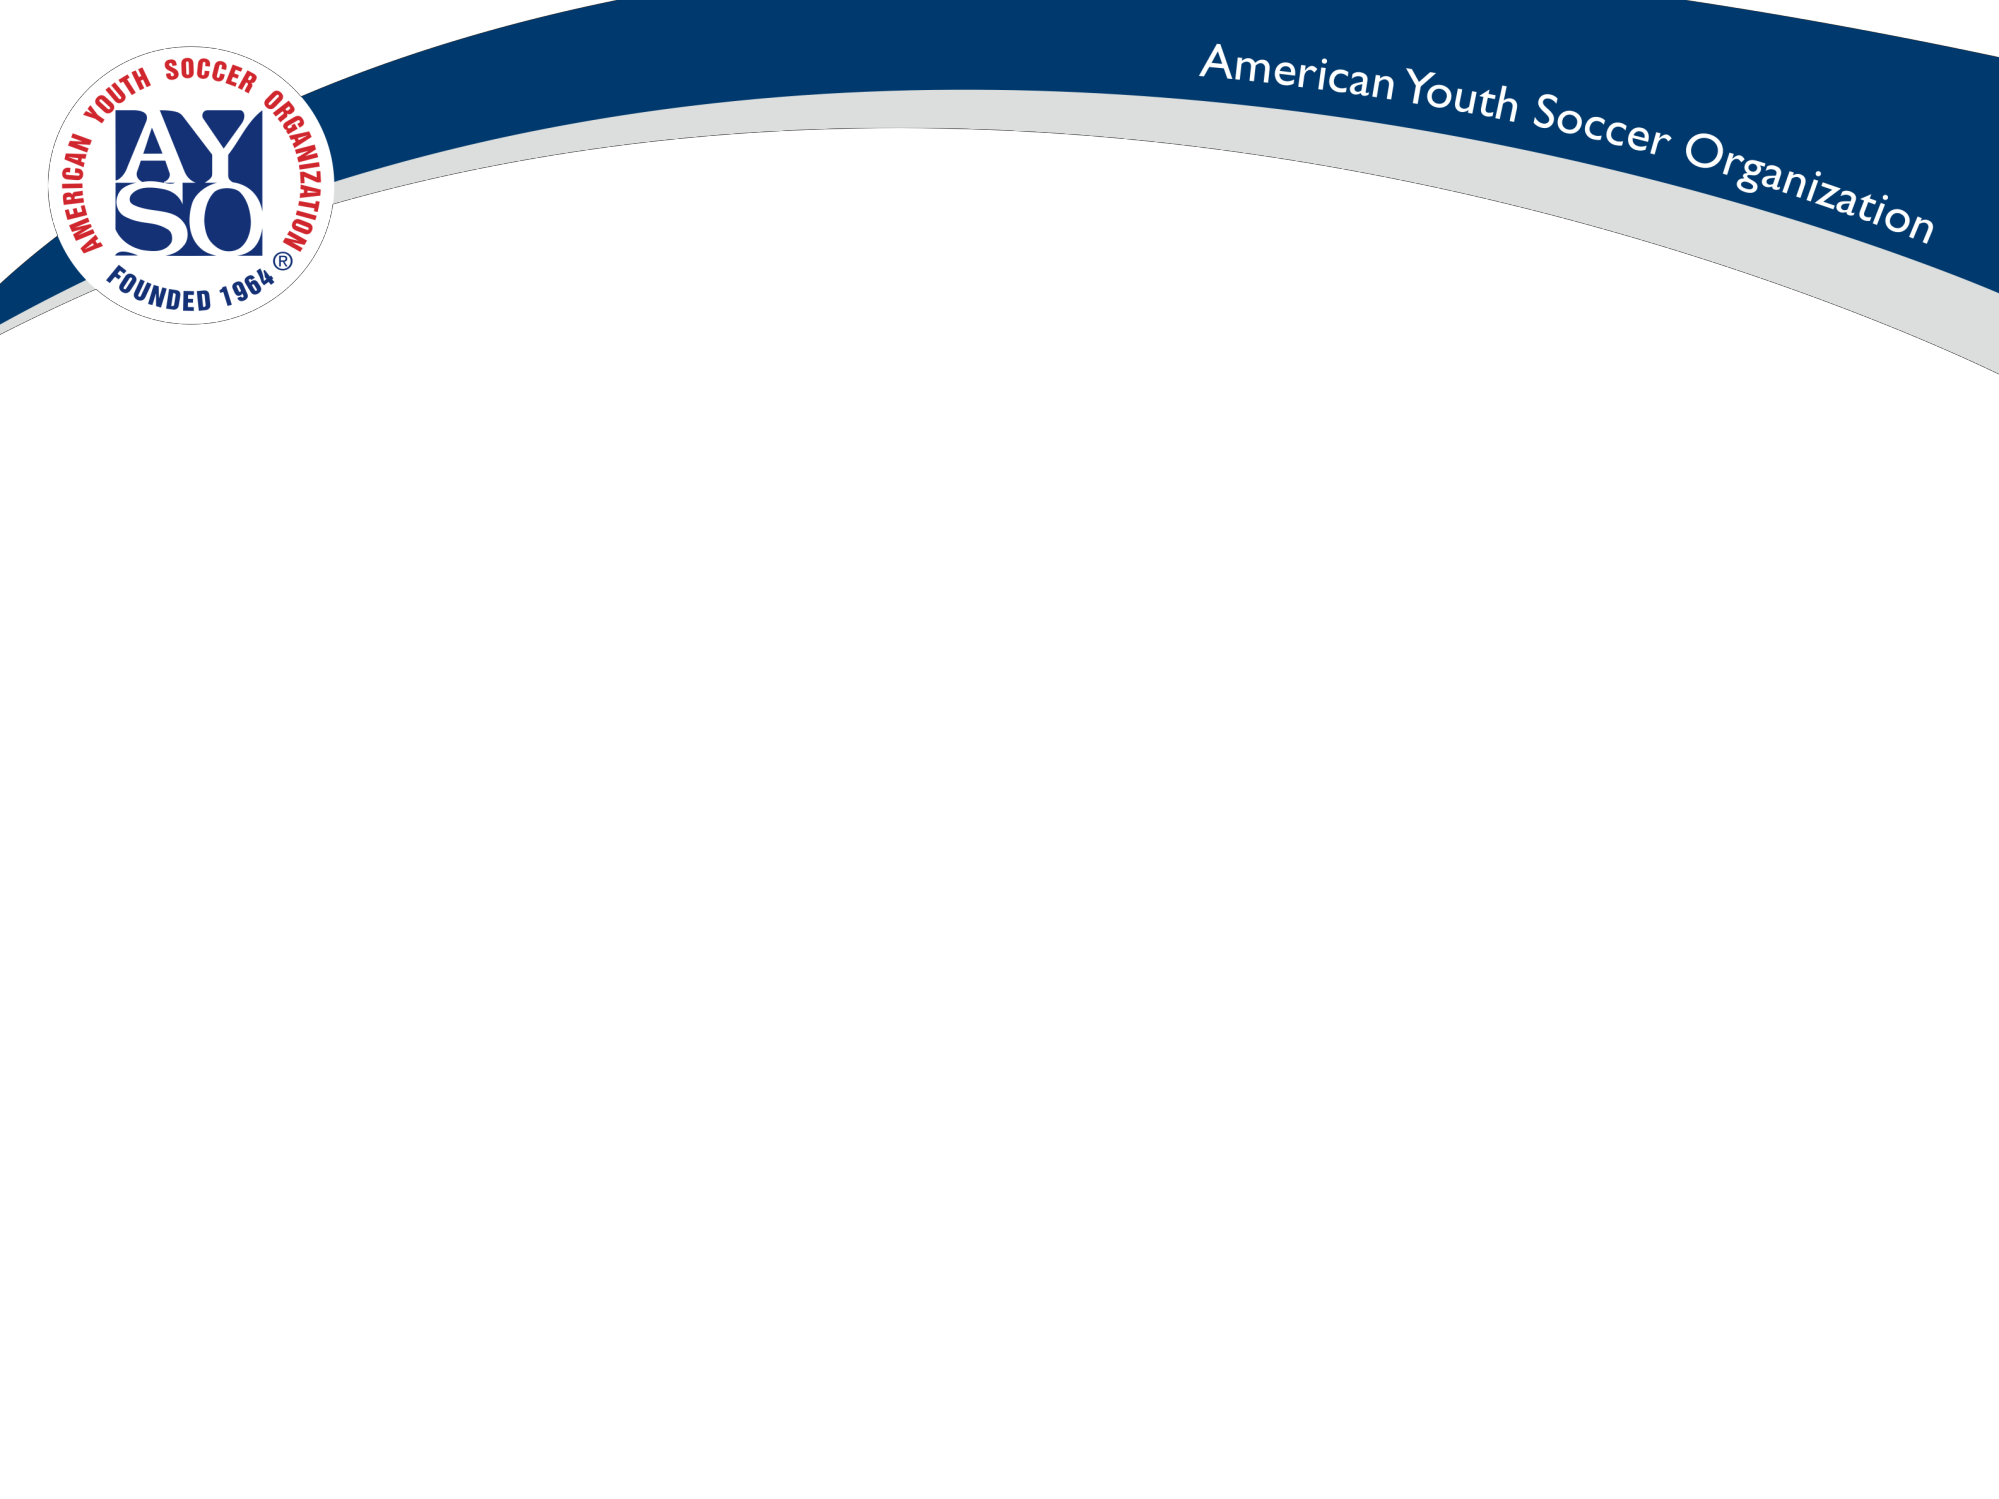 AMERICAN YOUTH SOCCER ORGANIZATION
AY
SO
®
FOUNDED 1964
American Youth Soccer Organization